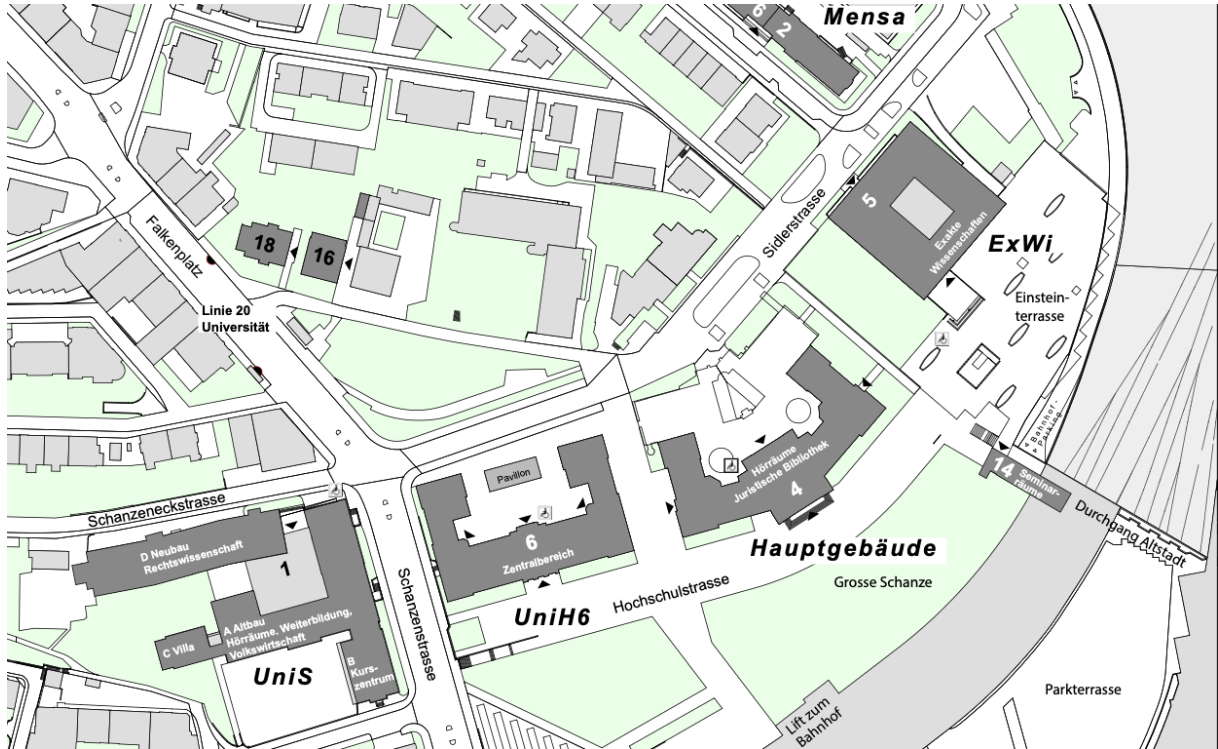 Mensa
6
2
Sidlerstrasse
5
Exakte
Wissenschaften
ExWi
Einstein-
terrasse
Falkenplatz
18
16
Linie 20
Universität
Bahnhof-
Parking
Hörräume
Juristische Bibliothek
4
Hauptgebäude
14
Seminar-
räume
Durchgang Altstadt
Pavillon
6
Zentralbereich
UniH6
Hochschulstrasse
Grosse Schanze
Schanzeneckstrasse
D Neubau
Rechtswissenschaft
1
A Altbau
Hörräume, Weiterbildung,
Volkswirtschaft
C Villa
UniS
B
Kurs-
zentrum
Schanzenstrasse
Lift zum
Bahnhof
Parkterrasse